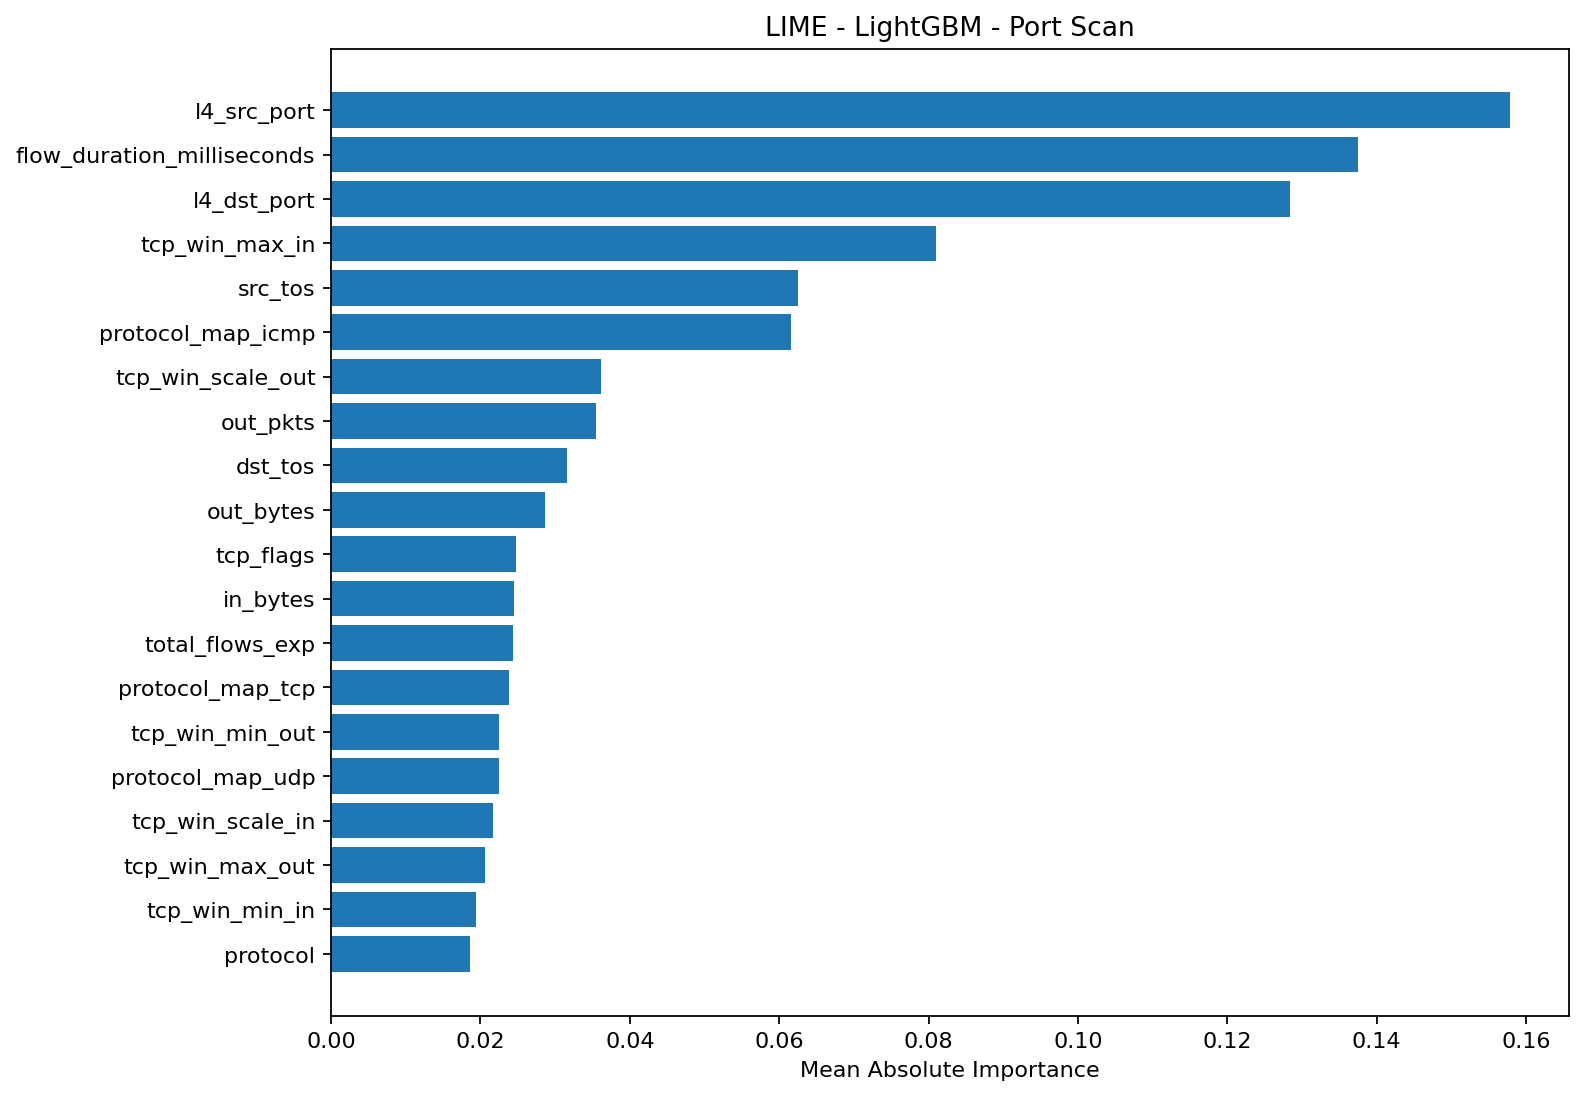 LIME - LightGBM - Port Scan
l4_src_port
flow_duration_milliseconds
l4_dst_port
tcp_win_max_in
src_tos
protocol_map_icmp
tcp_win_scale_out
out_pkts
dst_tos
out_bytes
tcp_flags
in_bytes
total_flows_exp
protocol_map_tcp
tcp_win_min_out
protocol_map_udp
tcp_win_scale_in
tcp_win_max_out
tcp_win_min_in
protocol
0.00 0.02 0.04 0.06 0.08 0.10 0.12 0.14 0.16
Mean Absolute Importance